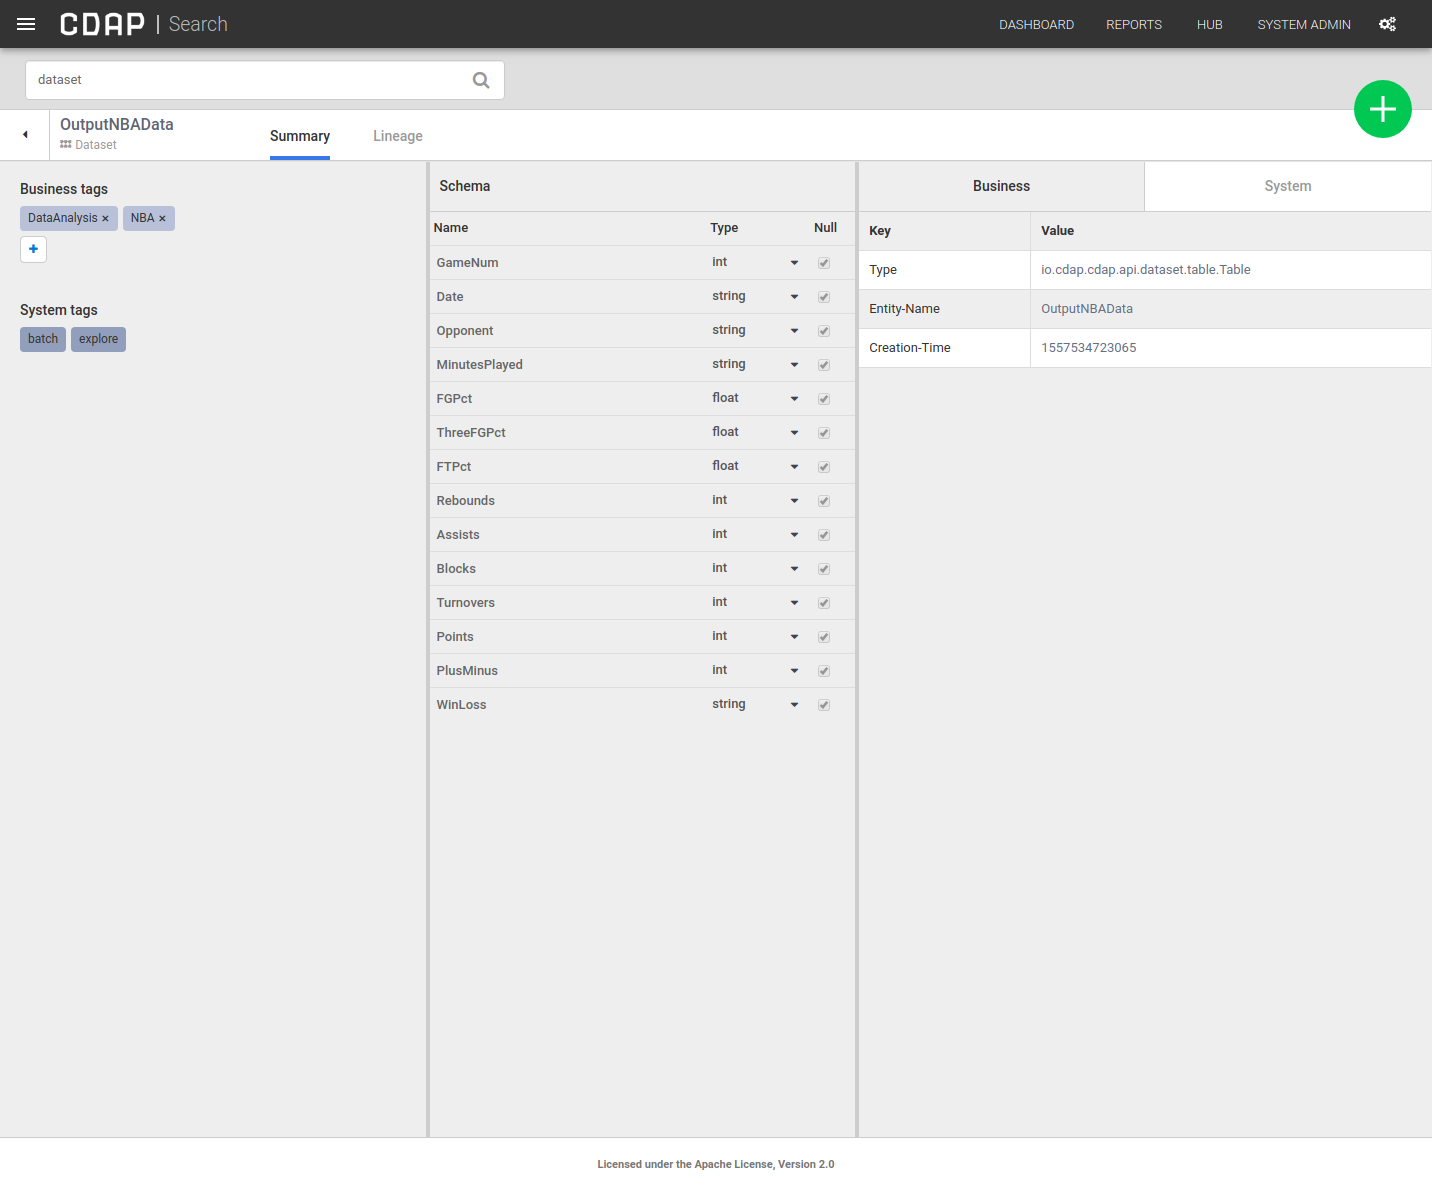 CDAP | Search
DASHBOARD REPORTS HUB SYSTEM ADMIN
dataset
OutputNBAData
Dataset
Summary Lineage
Business tags
DataAnalysis × NBA ×
+
System tags
batch explore
Schema
Name Type Null
GameNum int
Date string
Opponent string
MinutesPlayed string
FGPct float
ThreeFGPct float
FTPct float
Rebounds int
Assists int
Blocks int
Turnovers int
Points int
PlusMinus int
WinLoss string
Business System
Key Value
Type io.cdap.cdap.api.dataset.table.Table
Entity-Name OutputNBAData
Creation-Time 1557534723065
Licensed under the Apache License, Version 2.0